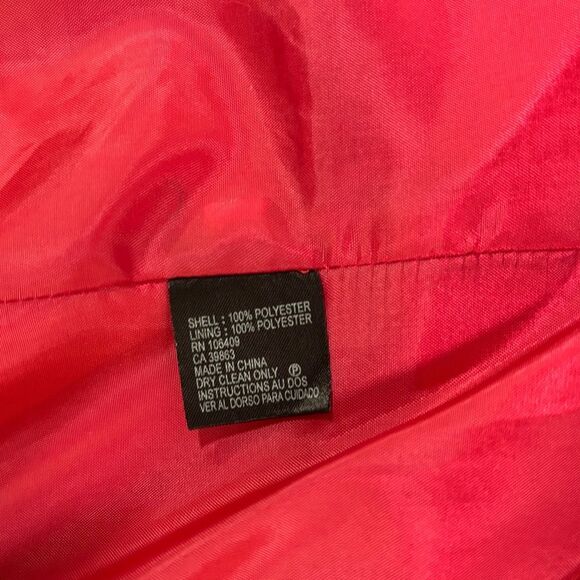 SHELL : 100% POLYESTER
LINING : 100% POLYESTER
RN 106409
CA 39863
MADE IN CHINA
DRY CLEAN ONLY Ⓟ
INSTRUCTIONS AU DOS
VER AL DORSO PARA CUIDADO